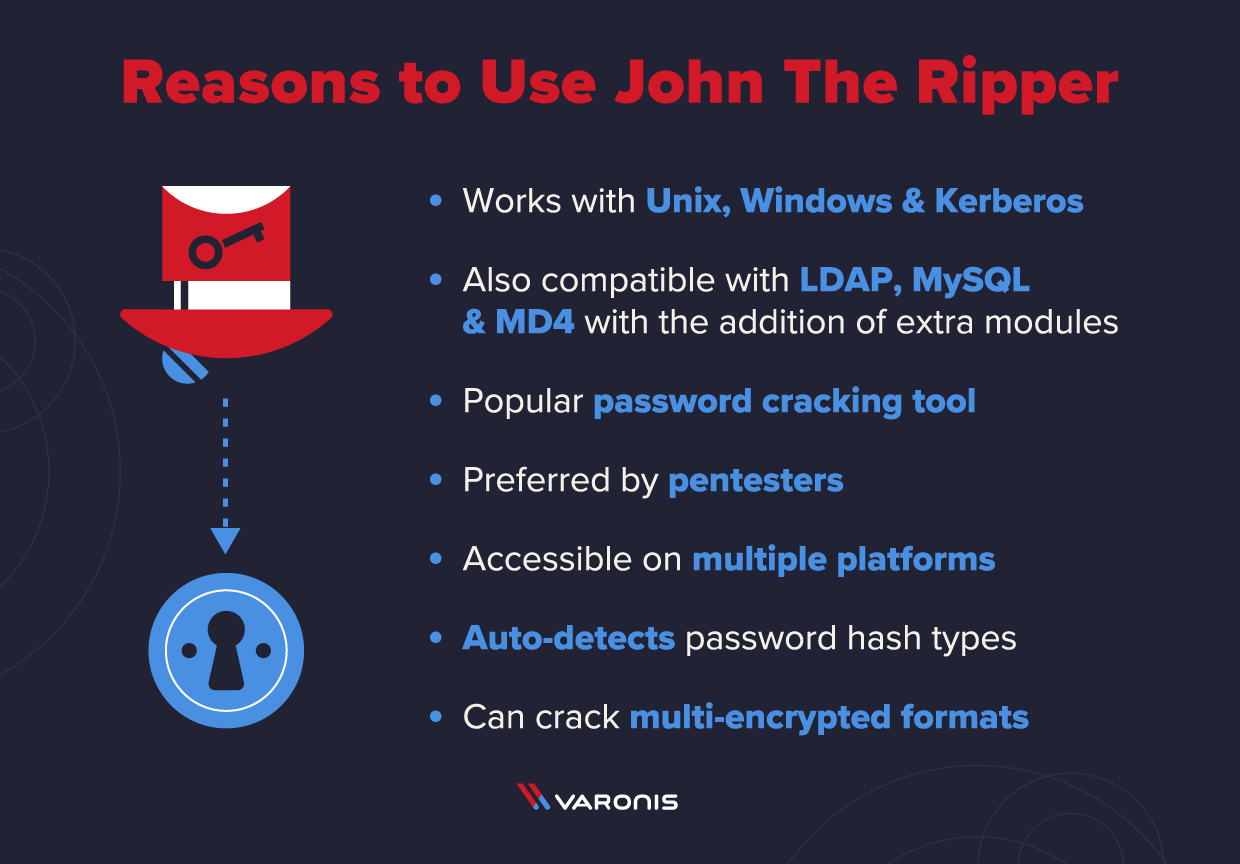 Reasons to Use John The Ripper
Works with Unix, Windows & Kerberos
Also compatible with LDAP, MySQL
& MD4 with the addition of extra modules
Popular password cracking tool
Preferred by pentesters
Accessible on multiple platforms
Auto-detects password hash types
Can crack multi-encrypted formats
VARONIS